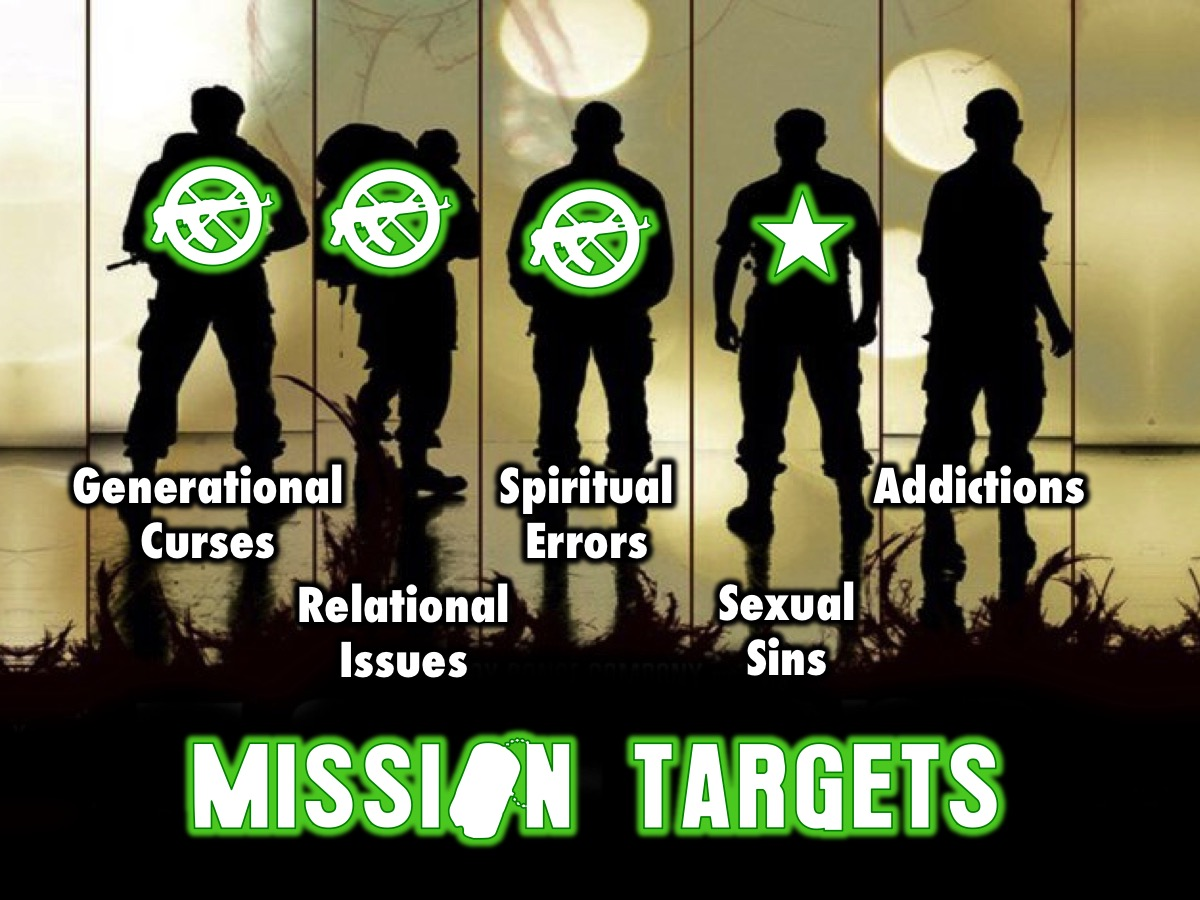 Generational
Curses
Relational
Issues
Spiritual
Errors
Sexual
Sins
Addictions
MISSION TARGETS